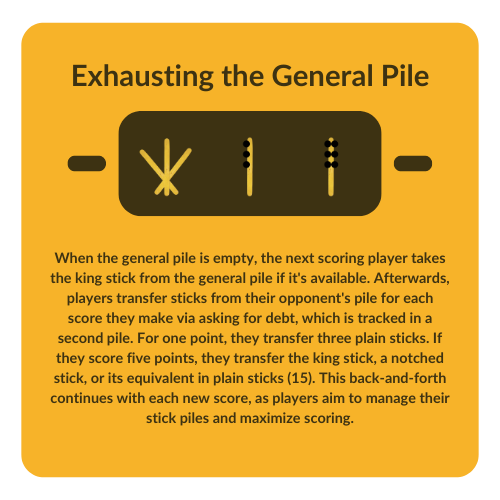 Exhausting the General Pile
When the general pile is empty, the next scoring player takes
the king stick from the general pile if it's available. Afterwards,
players transfer sticks from their opponent's pile for each
score they make via asking for debt, which is tracked in a
second pile. For one point, they transfer three plain sticks. If
they score five points, they transfer the king stick, a notched
stick, or its equivalent in plain sticks (15). This back-and-forth
continues with each new score, as players aim to manage their
stick piles and maximize scoring.